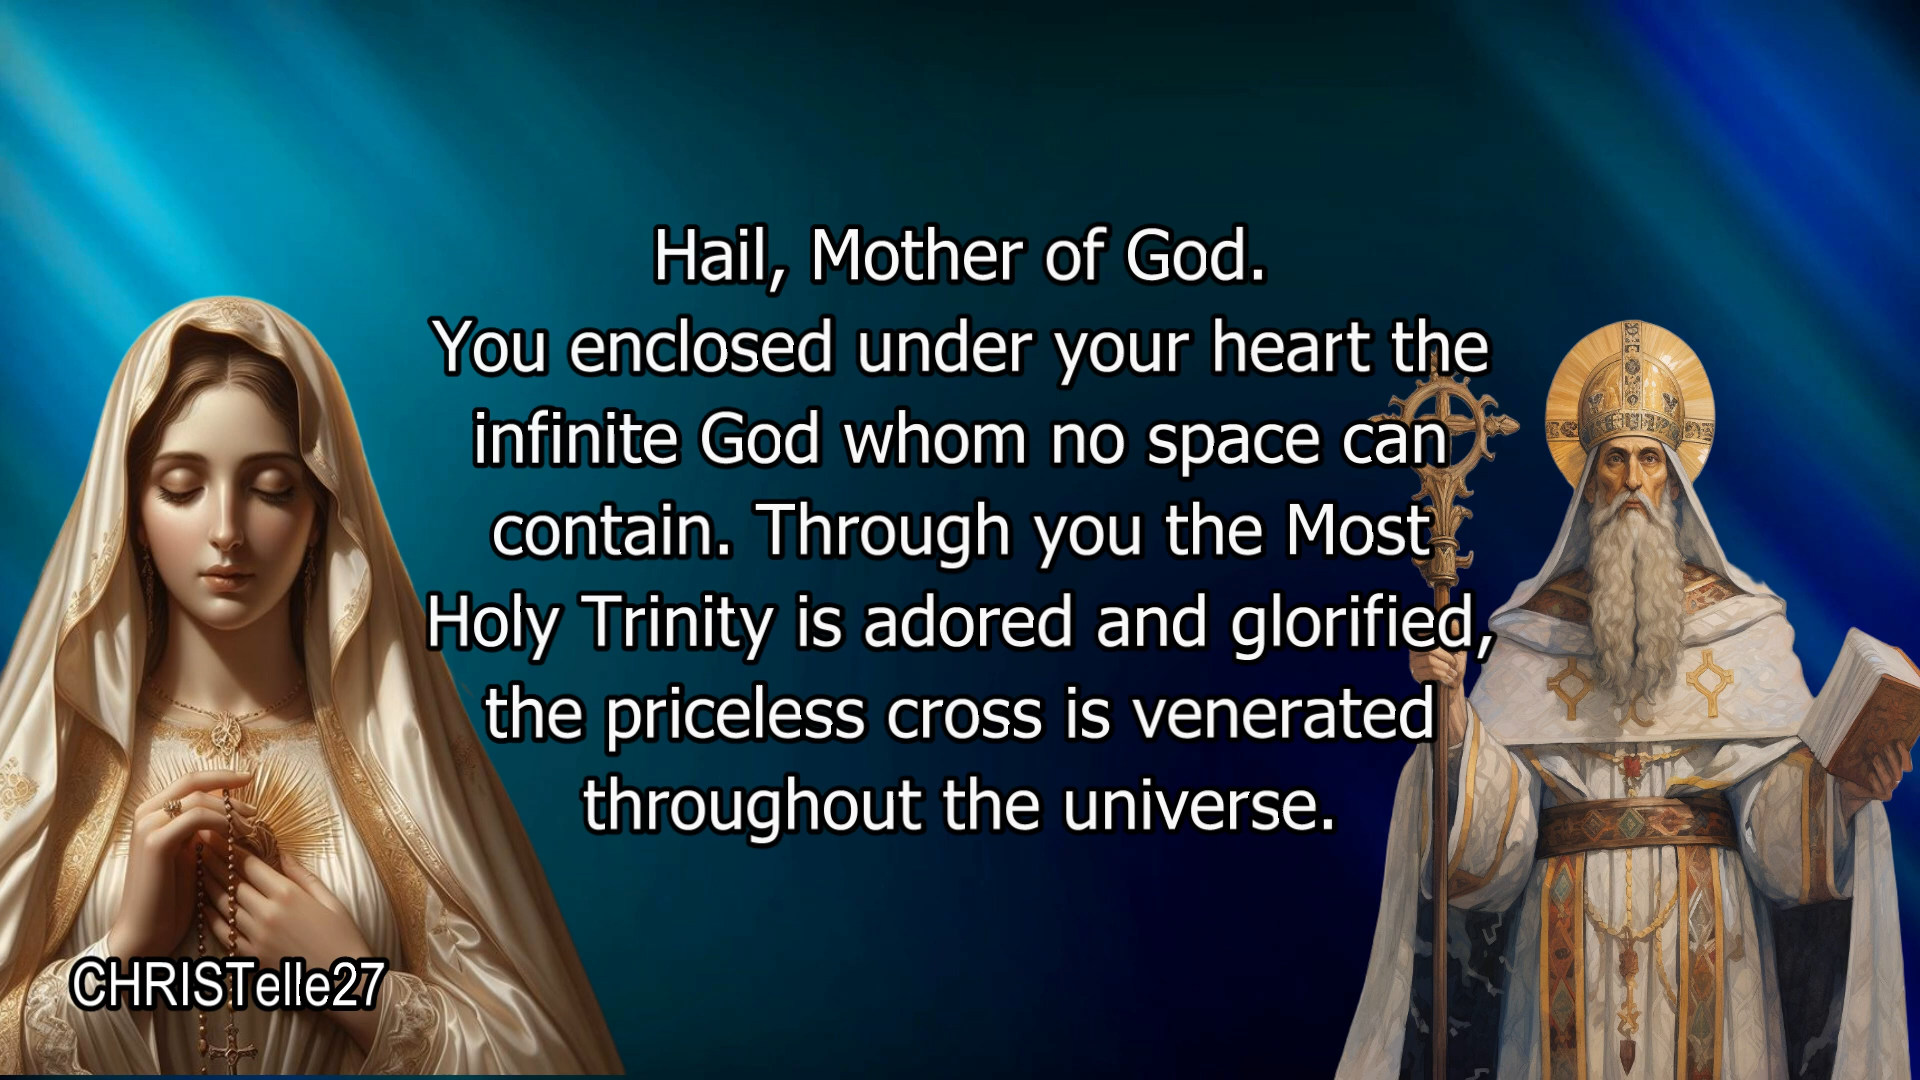 Hail, Mother of God.
You enclosed under your heart the
infinite God whom no space can
contain. Through you the Most
Holy Trinity is adored and glorified,
the priceless cross is venerated
throughout the universe.
CHRISTelle27